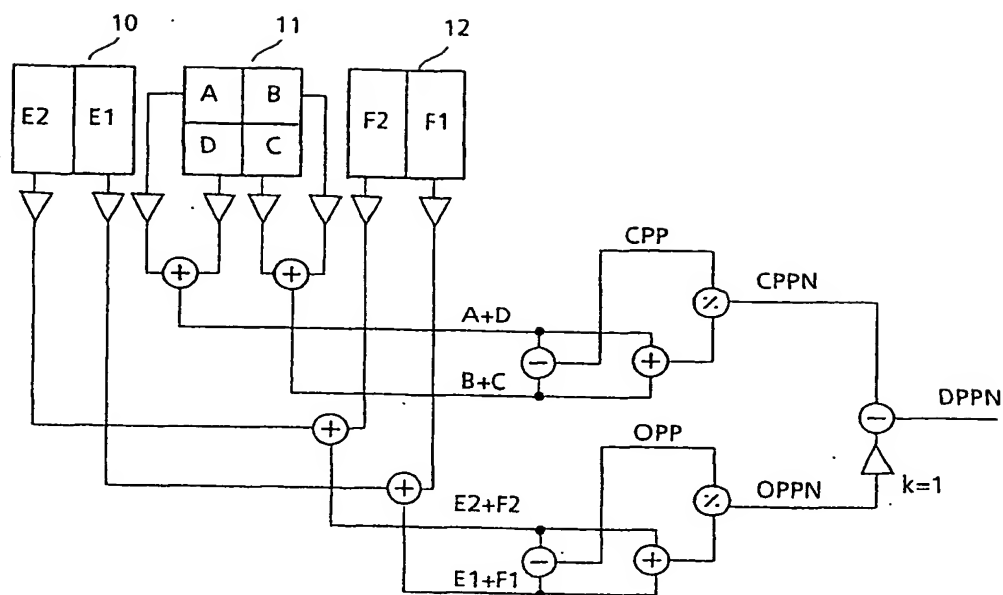 10 11 12
A B
E2 E1 F2 F1
D C
CPP
CPPN
A+D
B+C
DPPN
OPP
OPPN
k=1
E2+F2
E1+F1